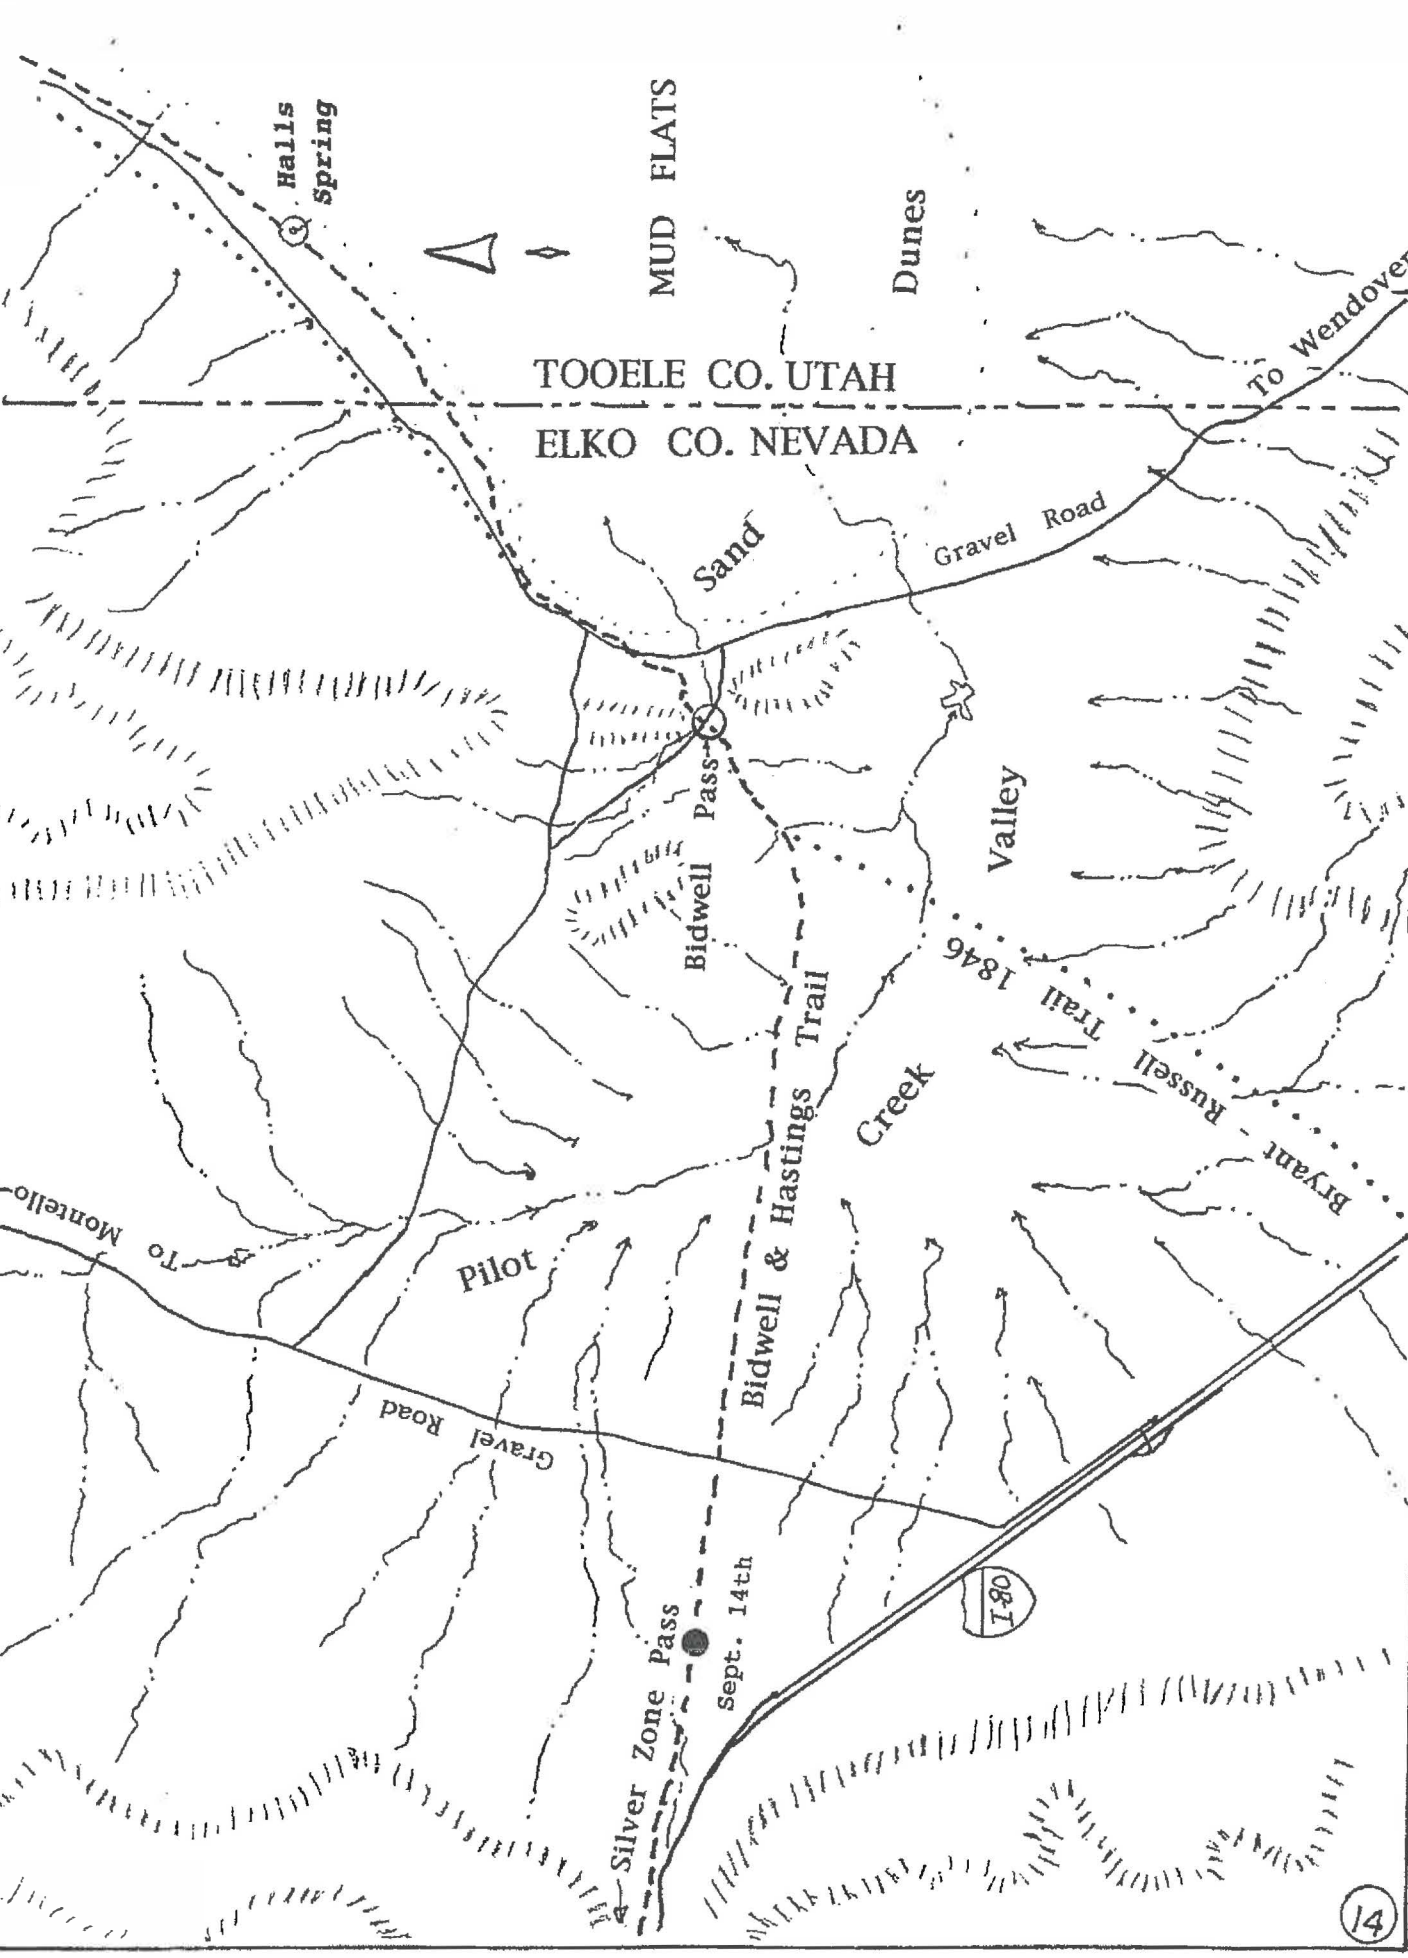 Halls
Spring
MUD FLATS
Dunes
TOOELE CO. UTAH
ELKO CO. NEVADA
To Wendover
Gravel Road
Sand
Bidwell Pass
Valley
Creek
Pilot
Bryant - Russell Trail 1846
Bidwell & Hastings Trail
To Montello
Gravel Road
Silver Zone Pass
Sept. 14th
I-80
14